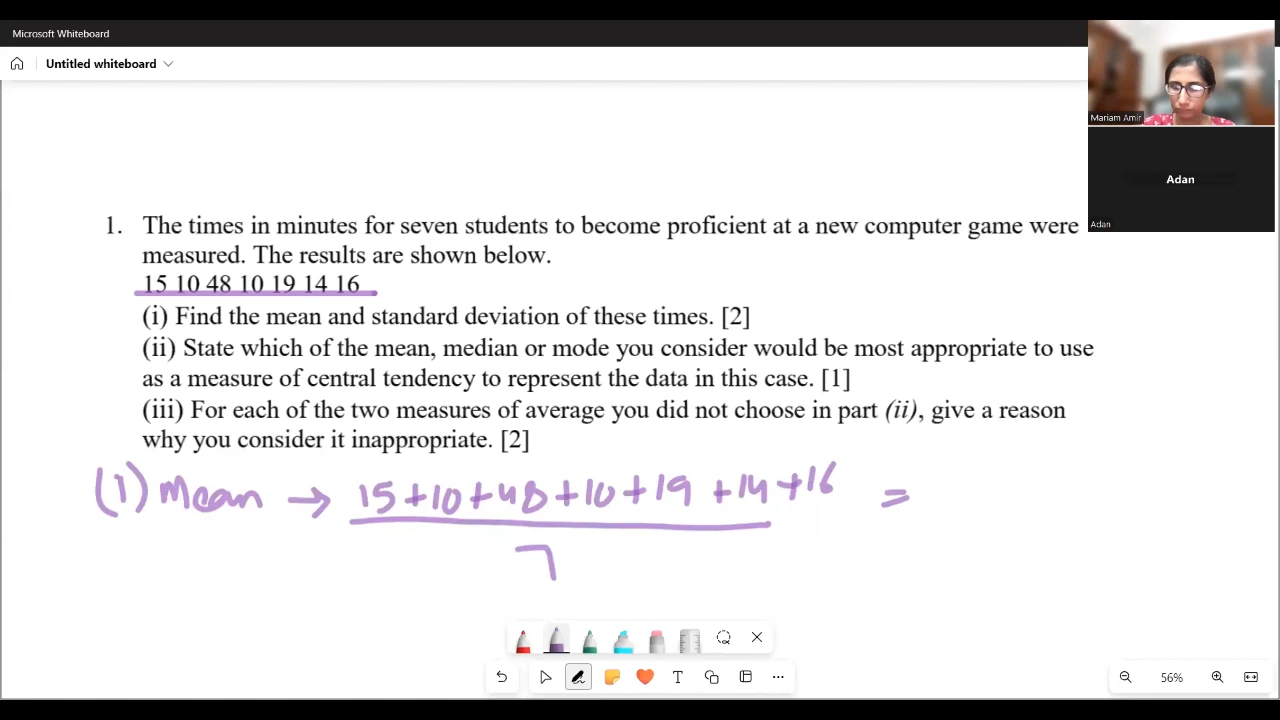 Microsoft Whiteboard
Untitled whiteboard
Mariam Amir
Adan
Adan
1. The times in minutes for seven students to become proficient at a new computer game were
measured. The results are shown below.
15 10 48 10 19 14 16
(i) Find the mean and standard deviation of these times. [2]
(ii) State which of the mean, median or mode you consider would be most appropriate to use
as a measure of central tendency to represent the data in this case. [1]
(iii) For each of the two measures of average you did not choose in part (ii), give a reason
why you consider it inappropriate. [2]
(i) Mean → 15+10+48+10+19+14+16 =
7
T
56%